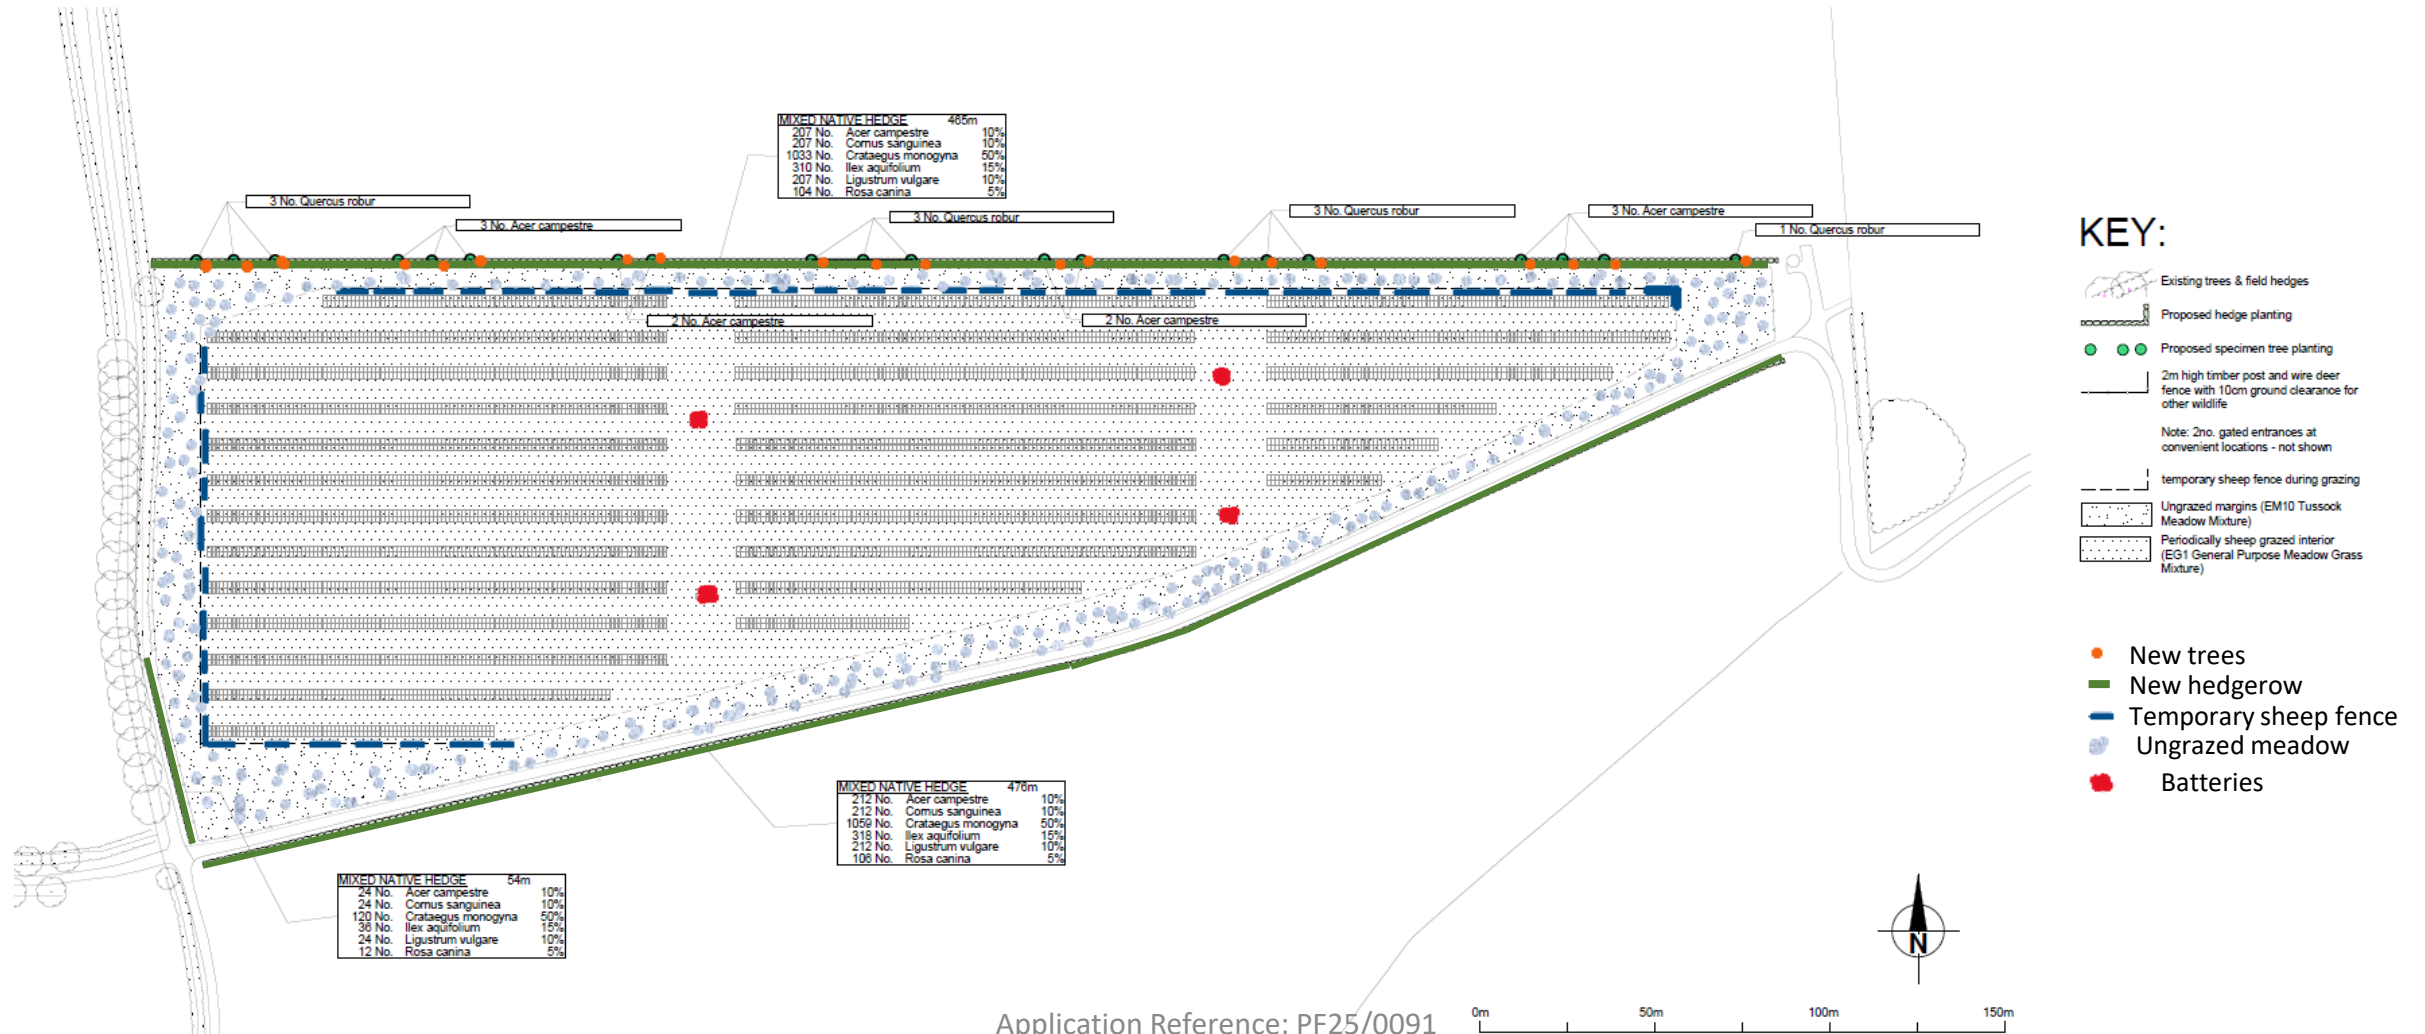 MIXED NATIVE HEDGE 465m
207 No. Acer campestre 10%
207 No. Cornus sanguinea 10%
1033 No. Crataegus monogyna 50%
310 No. Ilex aquifolium 15%
207 No. Ligustrum vulgare 10%
104 No. Rosa canina 5%
3 No. Quercus robur
3 No. Acer campestre
3 No. Quercus robur
3 No. Quercus robur
3 No. Acer campestre
1 No. Quercus robur
2 No. Acer campestre
2 No. Acer campestre
KEY:
Existing trees & field hedges
Proposed hedge planting
Proposed specimen tree planting
2m high timber post and wire deer
fence with 10cm ground clearance for
other wildlife
Note: 2no. gated entrances at
convenient locations - not shown
temporary sheep fence during grazing
Ungrazed margins (EM10 Tussock
Meadow Mixture)
Periodically sheep grazed interior
(EG1 General Purpose Meadow Grass
Mixture)
New trees
New hedgerow
Temporary sheep fence
Ungrazed meadow
Batteries
MIXED NATIVE HEDGE 476m
212 No. Acer campestre 10%
212 No. Cornus sanguinea 10%
1059 No. Crataegus monogyna 50%
318 No. Ilex aquifolium 15%
212 No. Ligustrum vulgare 10%
106 No. Rosa canina 5%
MIXED NATIVE HEDGE 54m
24 No. Acer campestre 10%
24 No. Cornus sanguinea 10%
120 No. Crataegus monogyna 50%
36 No. Ilex aquifolium 15%
24 No. Ligustrum vulgare 10%
12 No. Rosa canina 5%
N
Application Reference: PF25/0091
0m 50m 100m 150m